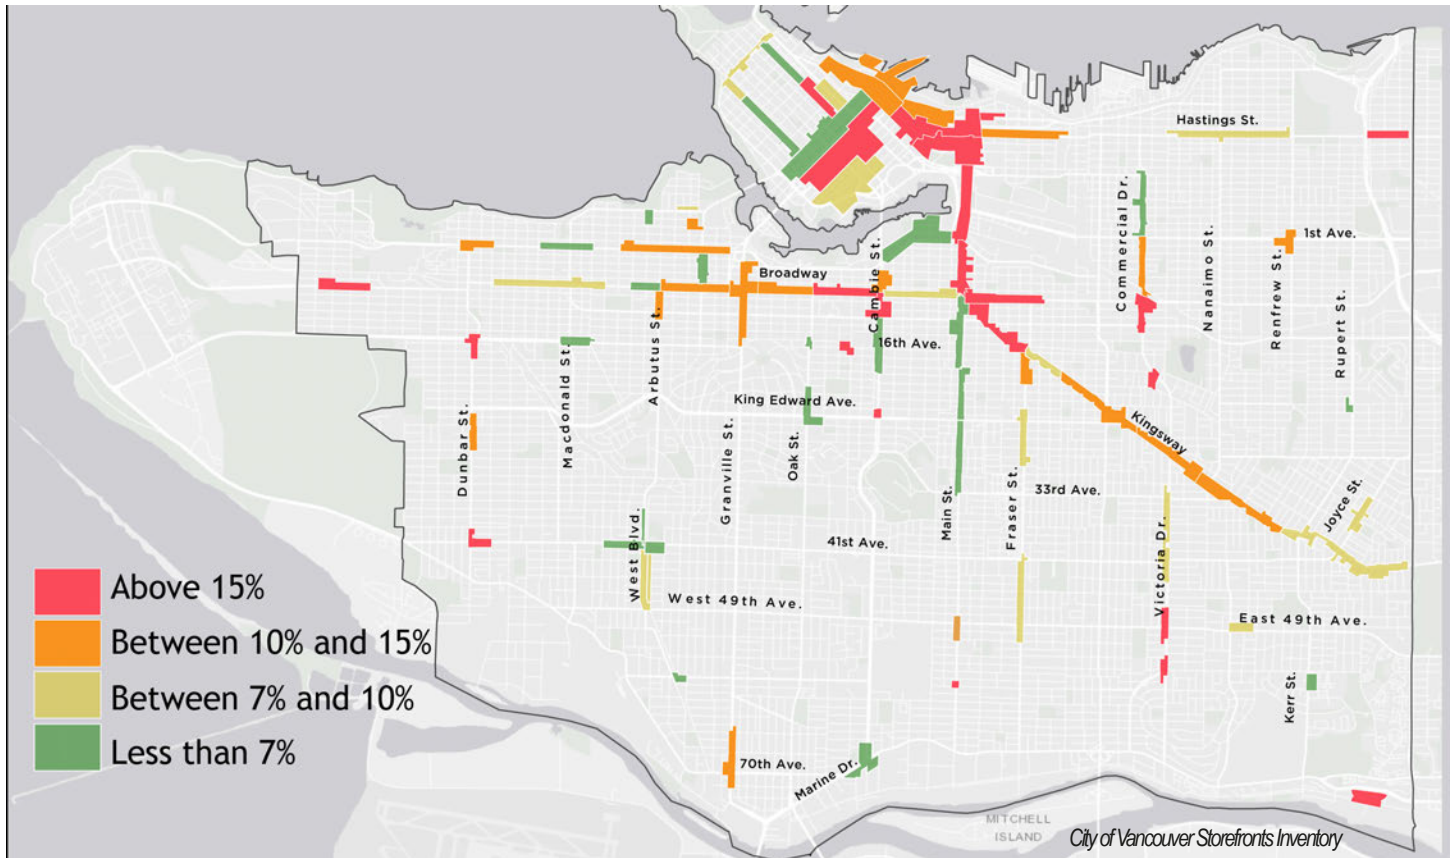 Hastings St.
Commercial Dr.
1st Ave.
Nanaimo St.
Renfrew St.
Rupert St.
Cambie St.
Broadway
Arbutus St.
16th Ave.
Macdonald St.
King Edward Ave.
Kingsway
Dunbar St.
Granville St.
Oak St.
Main St.
Fraser St.
33rd Ave.
Joyce St.
West Blvd.
41st Ave.
Victoria Dr.
West 49th Ave.
East 49th Ave.
Kerr St.
70th Ave.
Marine Dr.
Above 15%
Between 10% and 15%
Between 7% and 10%
Less than 7%
MITCHELL
ISLAND
City of Vancouver Storefronts Inventory